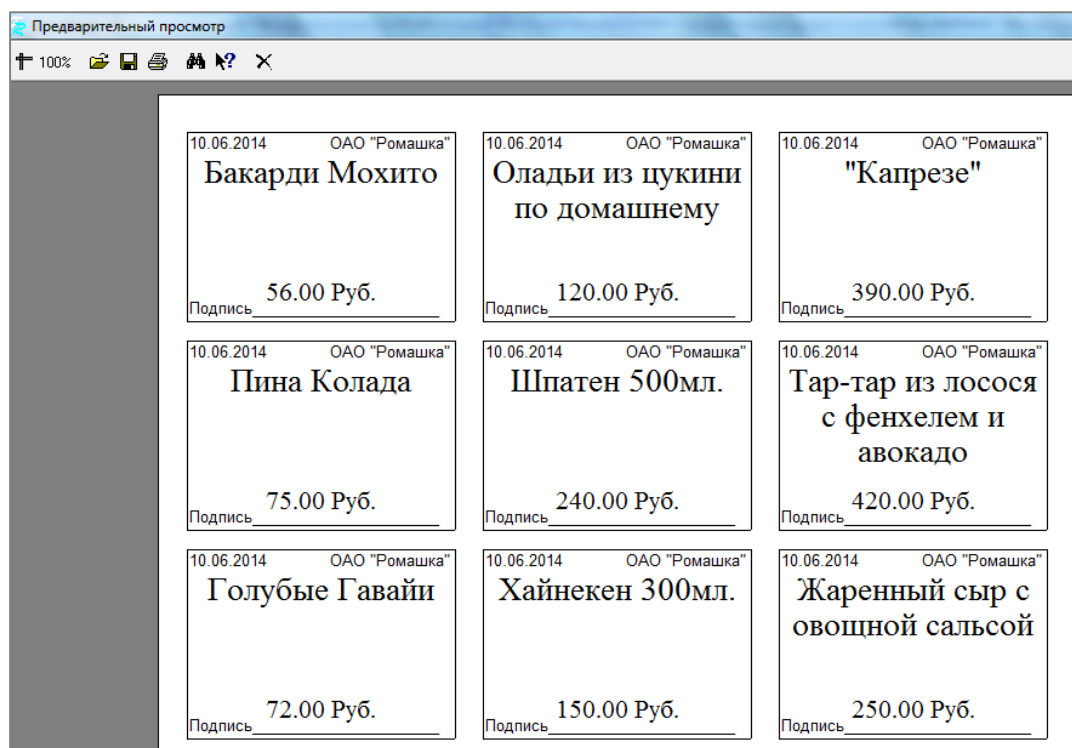 Предварительный просмотр
100%
10.06.2014 ОАО "Ромашка"
Бакарди Мохито
56.00 Руб.
Подпись
10.06.2014 ОАО "Ромашка"
Оладьи из цукини
по домашнему
120.00 Руб.
Подпись
10.06.2014 ОАО "Ромашка"
"Капрезе"
390.00 Руб.
Подпись
10.06.2014 ОАО "Ромашка"
Пина Колада
75.00 Руб.
Подпись
10.06.2014 ОАО "Ромашка"
Шпатен 500мл.
240.00 Руб.
Подпись
10.06.2014 ОАО "Ромашка"
Тар-тар из лосося
с фенхелем и
авокадо
420.00 Руб.
Подпись
10.06.2014 ОАО "Ромашка"
Голубые Гавайи
72.00 Руб.
Подпись
10.06.2014 ОАО "Ромашка"
Хайнекен 300мл.
150.00 Руб.
Подпись
10.06.2014 ОАО "Ромашка"
Жаренный сыр с
овощной сальсой
250.00 Руб.
Подпись